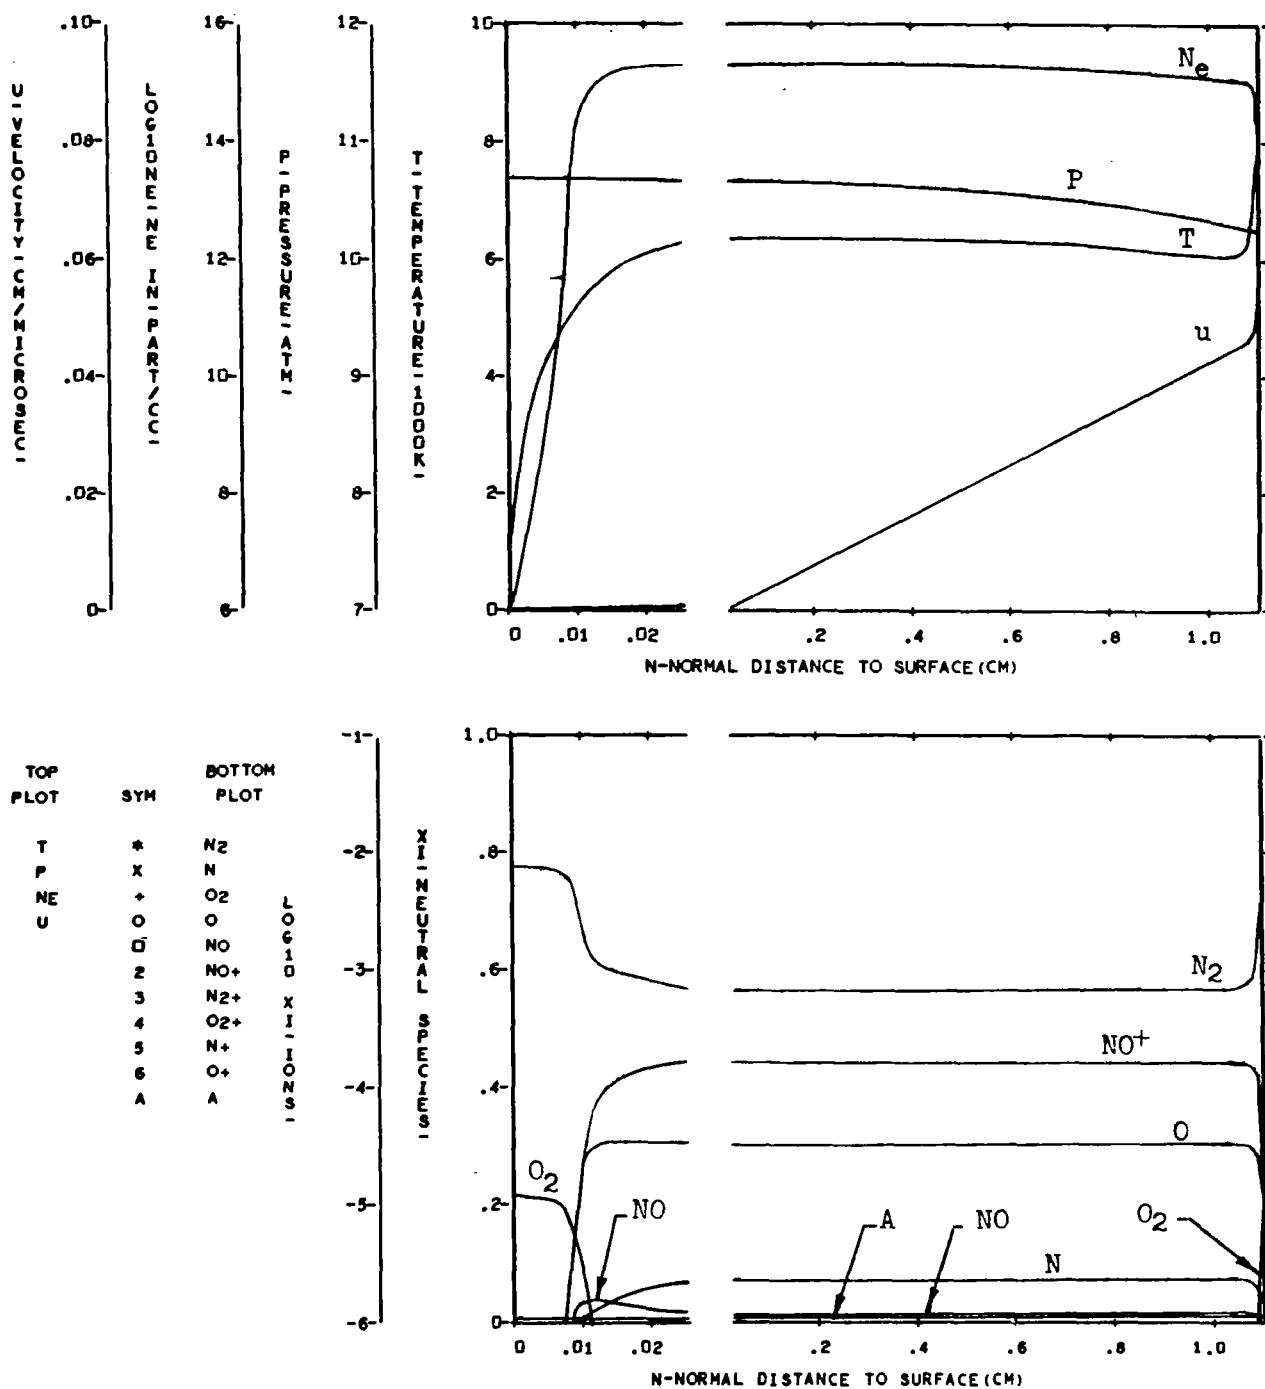 U-VELOCITY-CM/MICROSEC-
.10-
.08-
.06-
.04-
.02-
0-
LOG10NE-NE IN-PART/CC-
16-
14-
12-
10-
8-
6-
P-PRESSURE-ATM-
12-
11-
10-
9-
8-
7-
T-TEMPERATURE-1000K-
10-
8-
6-
4-
2-
0-
Ne
P
T
u
0 .01 .02 .2 .4 .6 .8 1.0
N-NORMAL DISTANCE TO SURFACE(CM)
TOP BOTTOM
PLOT SYM PLOT
T * N2
P X N
NE + O2
U O O
□ NO
2 NO+
3 N2+
4 O2+
5 N+
6 O+
A A
LOG10 XI-IONS-
-1-
-2-
-3-
-4-
-5-
-6-
XI-NEUTRAL SPECIES-
1.0-
.8-
.6-
.4-
.2-
0-
N2
NO+
O
O2
NO
A
NO
O2
N
0 .01 .02 .2 .4 .6 .8 1.0
N-NORMAL DISTANCE TO SURFACE(CM)